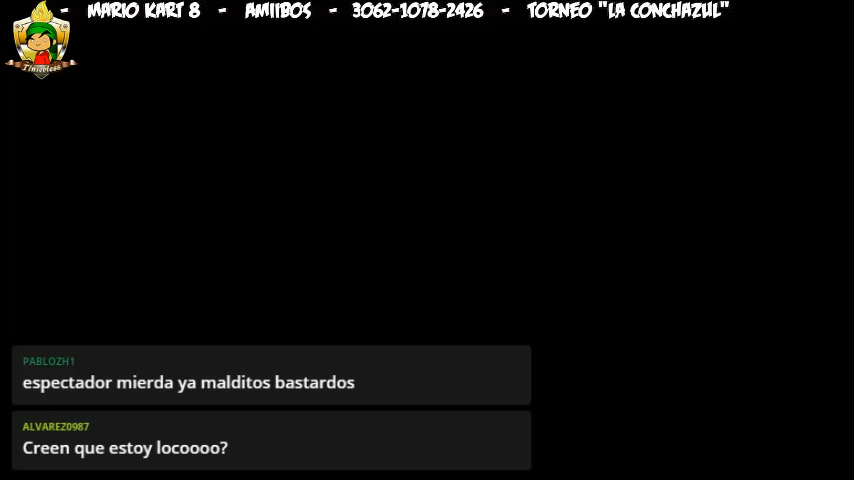 - MARIO KART 8 - AMIIBOS - 3062-1078-2426 - TORNEO "LA CONCHAZUL"
Tiniebless
PABLOZH1
espectador mierda ya malditos bastardos
ALVAREZ0987
Creen que estoy locoooo?